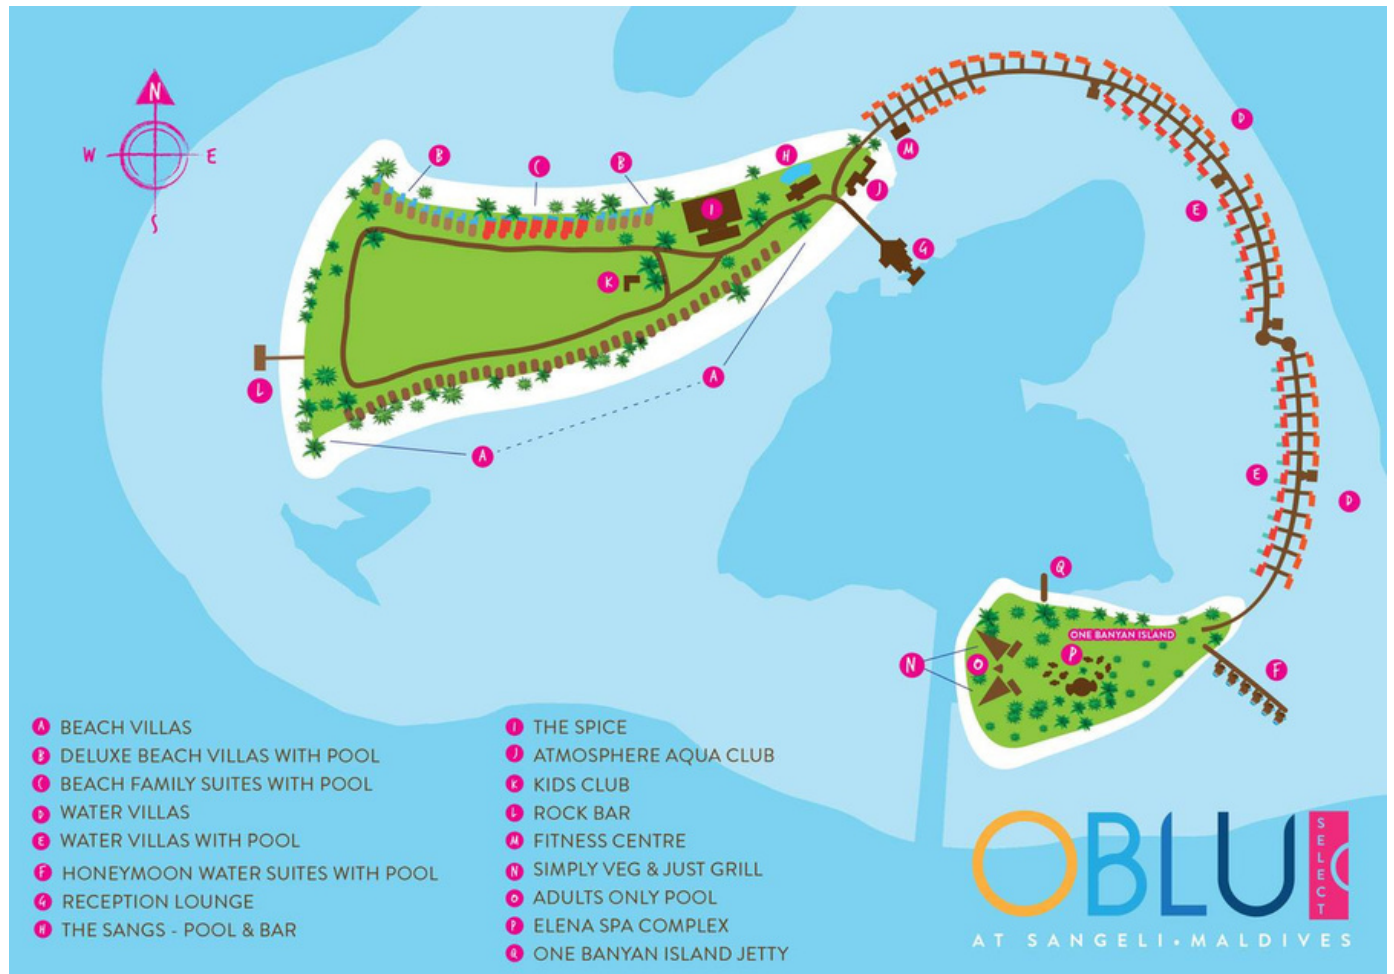 N
W
E
S
B
C
B
H
M
D
I
J
E
G
K
L
A
A
E
D
Q
ONE BANYAN ISLAND
N
O
P
F
A BEACH VILLAS
B DELUXE BEACH VILLAS WITH POOL
C BEACH FAMILY SUITES WITH POOL
D WATER VILLAS
E WATER VILLAS WITH POOL
F HONEYMOON WATER SUITES WITH POOL
G RECEPTION LOUNGE
H THE SANGS - POOL & BAR
I THE SPICE
J ATMOSPHERE AQUA CLUB
K KIDS CLUB
L ROCK BAR
M FITNESS CENTRE
N SIMPLY VEG & JUST GRILL
O ADULTS ONLY POOL
P ELENA SPA COMPLEX
Q ONE BANYAN ISLAND JETTY
OBLU
SELECT
AT SANGELI • MALDIVES